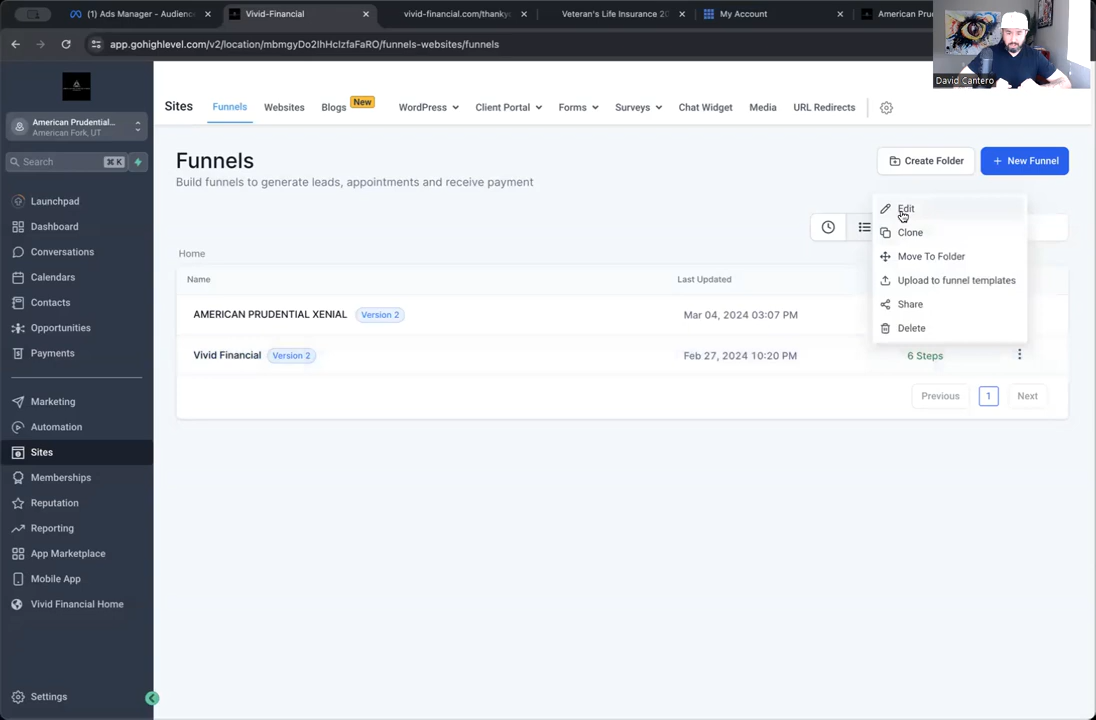 (1) Ads Manager - Audienc
Vivid-Financial
vivid-financial.com/thankyo
Veteran's Life Insurance 20
My Account
American Pru
app.gohighlevel.com/v2/location/mbmgyDo2IhHcIzfaFaRO/funnels-websites/funnels
David Cantero
Sites
Funnels
Websites
Blogs
New
WordPress
Client Portal
Forms
Surveys
Chat Widget
Media
URL Redirects
American Prudential...
American Fork, UT
Search
⌘ K
Launchpad
Dashboard
Conversations
Calendars
Contacts
Opportunities
Payments
Marketing
Automation
Sites
Memberships
Reputation
Reporting
App Marketplace
Mobile App
Vivid Financial Home
Settings
Funnels
Build funnels to generate leads, appointments and receive payment
Create Folder
+ New Funnel
Edit
Clone
Move To Folder
Upload to funnel templates
Share
Delete
Home
Name
Last Updated
AMERICAN PRUDENTIAL XENIAL
Version 2
Mar 04, 2024 03:07 PM
Vivid Financial
Version 2
Feb 27, 2024 10:20 PM
6 Steps
Previous
1
Next